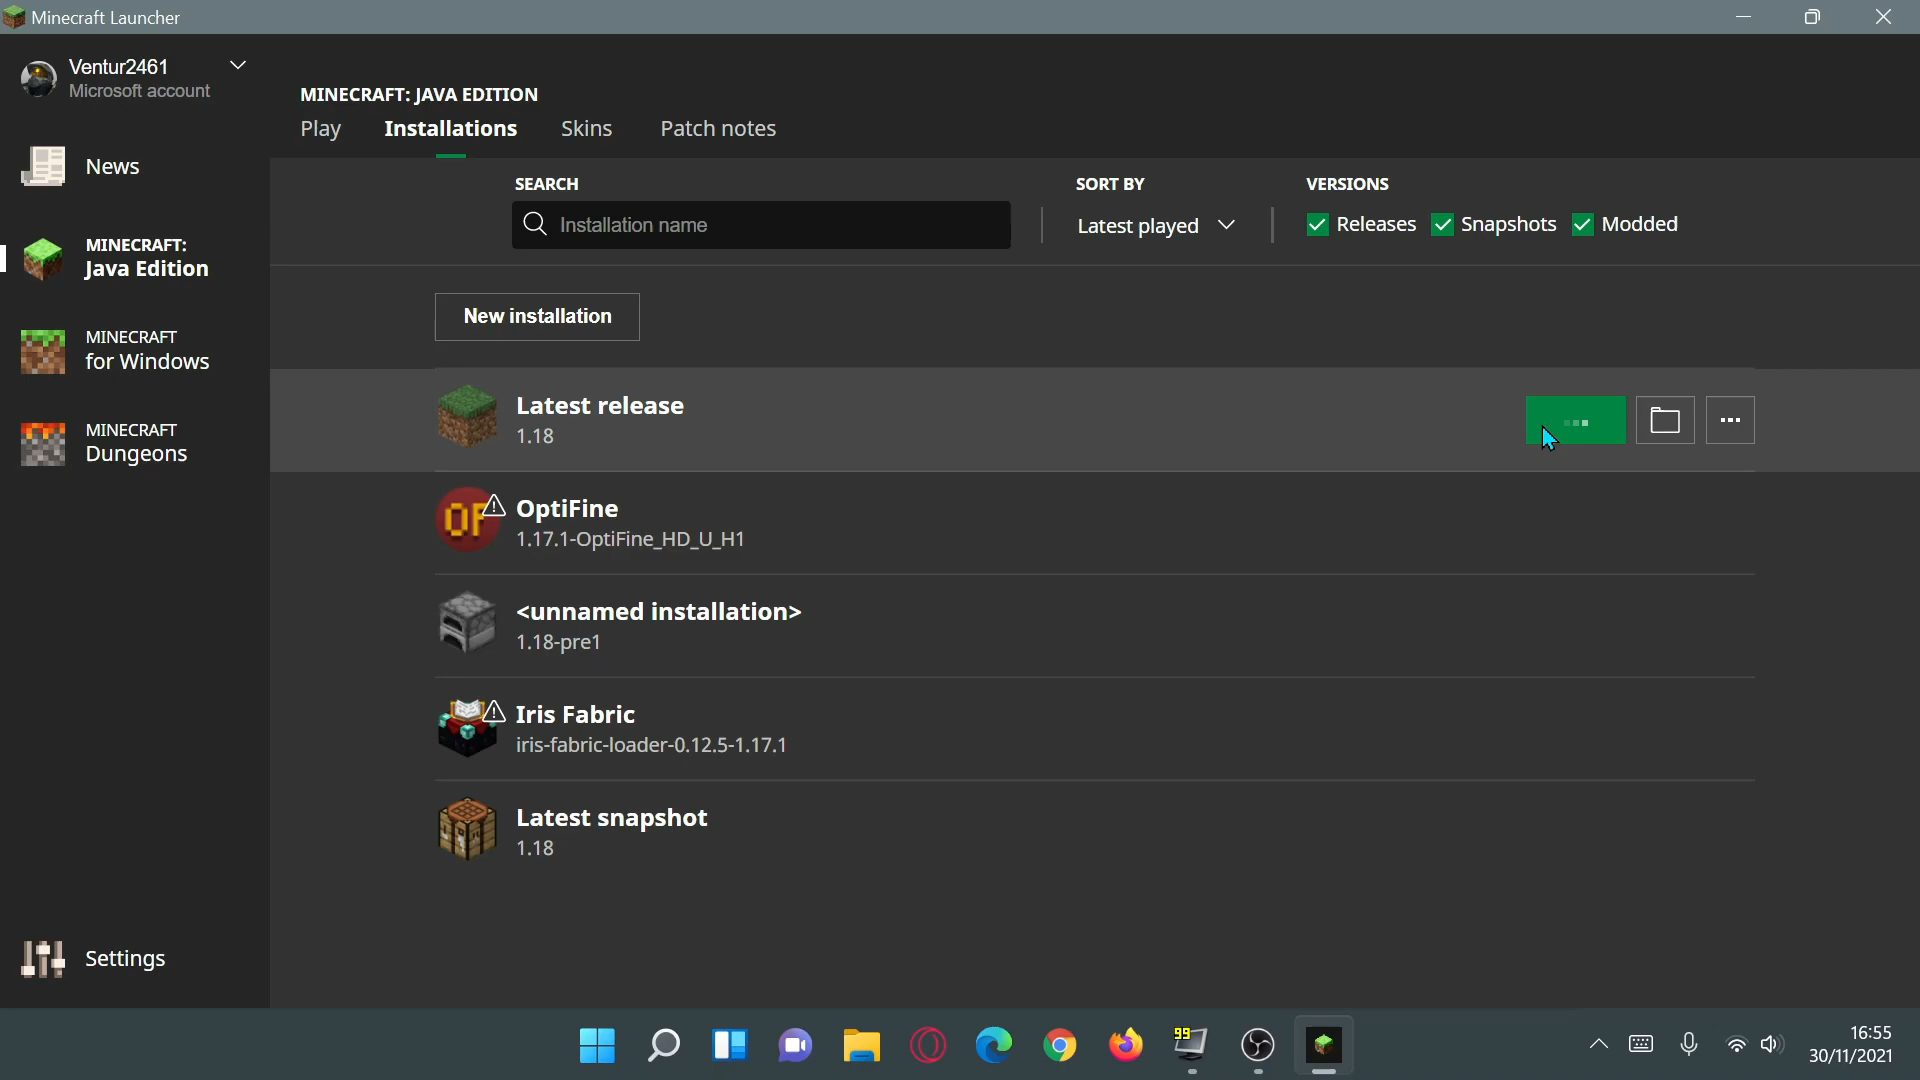 Minecraft Launcher
Ventur2461
Microsoft account
News
MINECRAFT:
Java Edition
MINECRAFT
for Windows
MINECRAFT
Dungeons
Settings
MINECRAFT: JAVA EDITION
Play Installations Skins Patch notes
SEARCH
Installation name
SORT BY
Latest played
VERSIONS
Releases Snapshots Modded
New installation
Latest release
1.18
OF
OptiFine
1.17.1-OptiFine_HD_U_H1
<unnamed installation>
1.18-pre1
Iris Fabric
iris-fabric-loader-0.12.5-1.17.1
Latest snapshot
1.18
99
16:55
30/11/2021